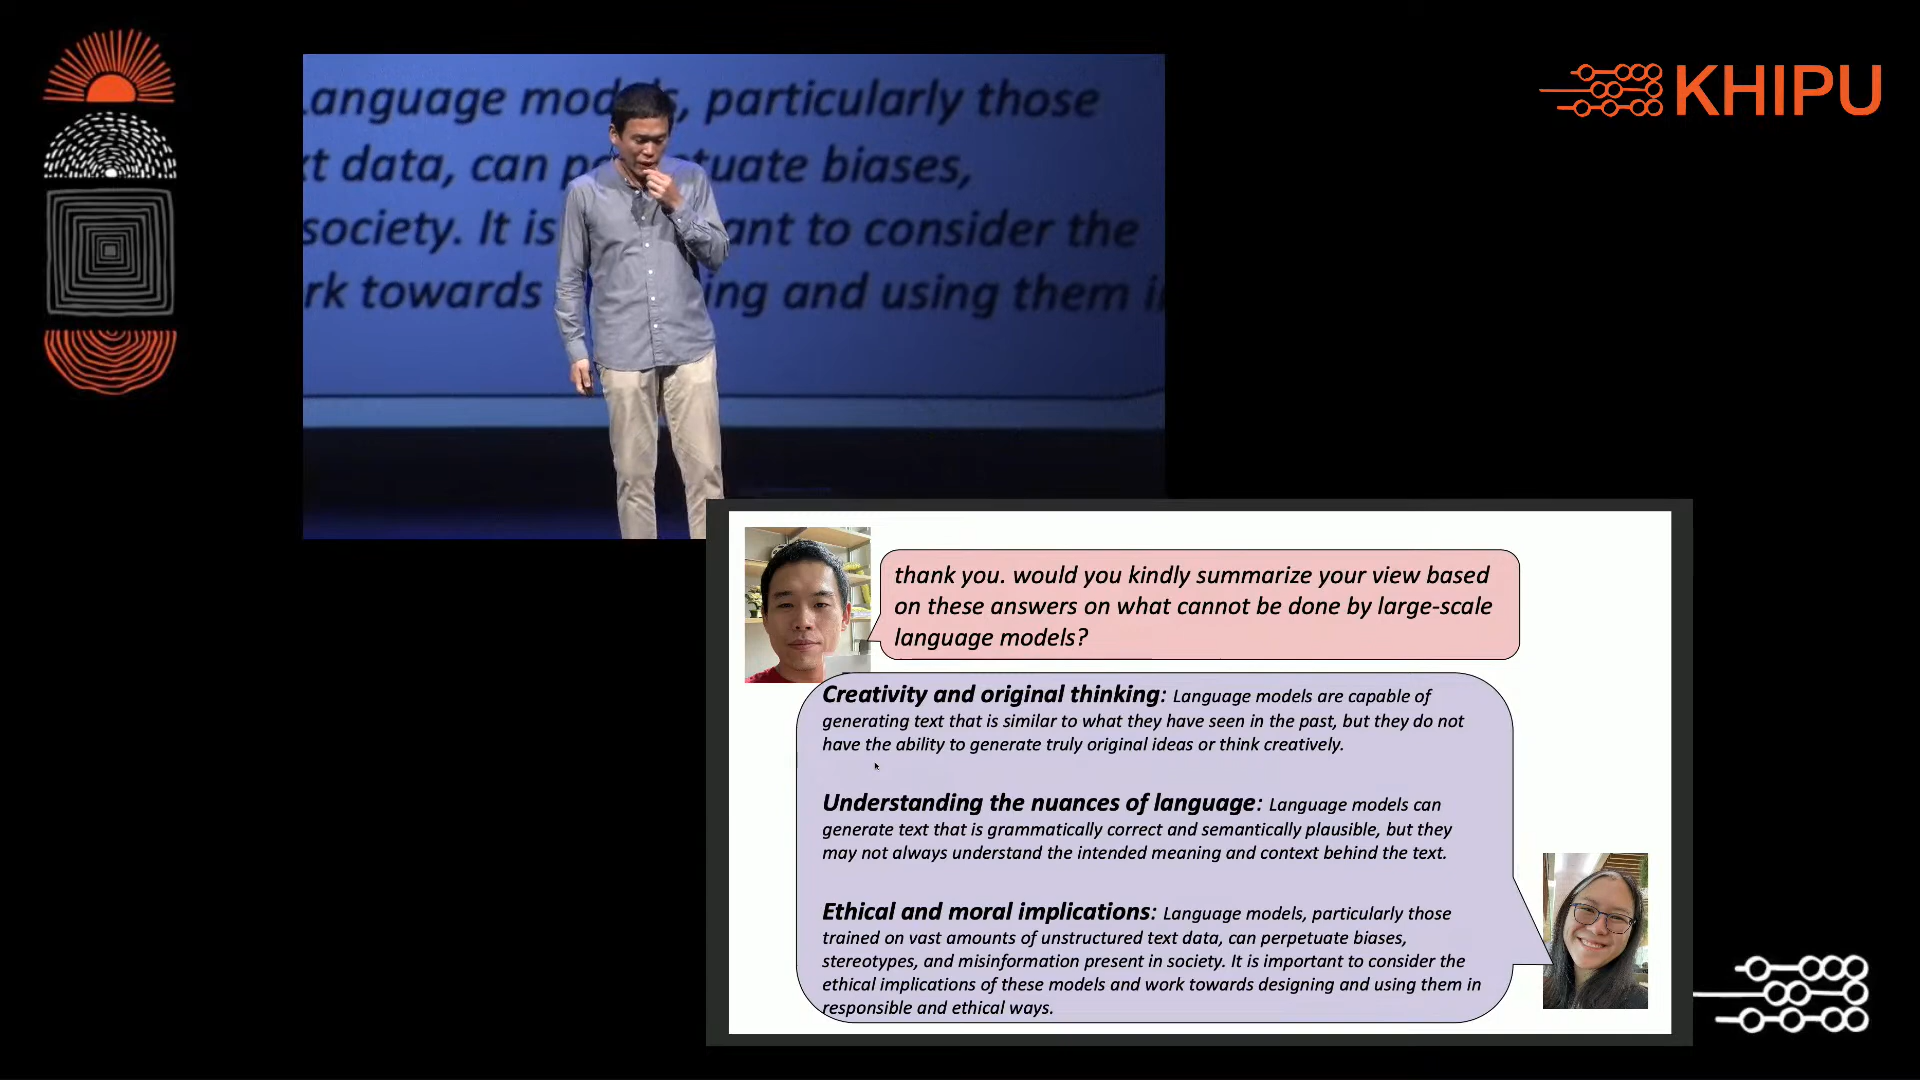 KHIPU
Language models, particularly those
t data, can perpetuate biases,
society. It is ant to consider the
rk towards ing and using them i
thank you. would you kindly summarize your view based
on these answers on what cannot be done by large-scale
language models?
Creativity and original thinking: Language models are capable of
generating text that is similar to what they have seen in the past, but they do not
have the ability to generate truly original ideas or think creatively.
Understanding the nuances of language: Language models can
generate text that is grammatically correct and semantically plausible, but they
may not always understand the intended meaning and context behind the text.
Ethical and moral implications: Language models, particularly those
trained on vast amounts of unstructured text data, can perpetuate biases,
stereotypes, and misinformation present in society. It is important to consider the
ethical implications of these models and work towards designing and using them in
responsible and ethical ways.